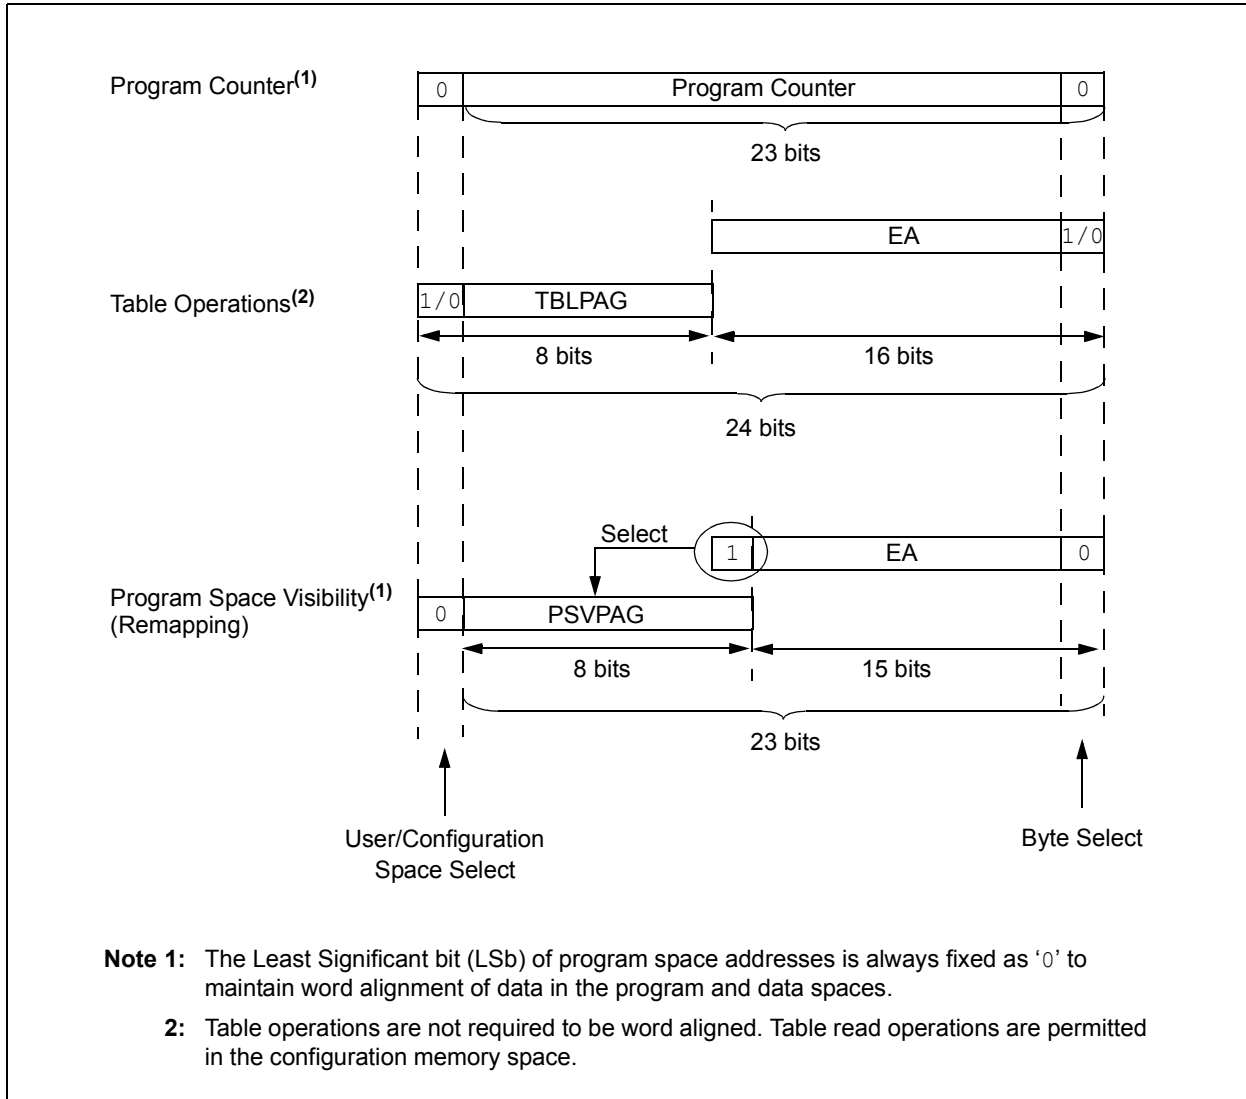 Program Counter(1)
0
Program Counter
0
23 bits
EA
1/0
Table Operations(2)
1/0
TBLPAG
8 bits
16 bits
24 bits
Select
1
EA
0
Program Space Visibility(1)
(Remapping)
0
PSVPAG
8 bits
15 bits
23 bits
User/Configuration
Space Select
Byte Select
Note 1: The Least Significant bit (LSb) of program space addresses is always fixed as ‘0’ to
maintain word alignment of data in the program and data spaces.
2: Table operations are not required to be word aligned. Table read operations are permitted
in the configuration memory space.